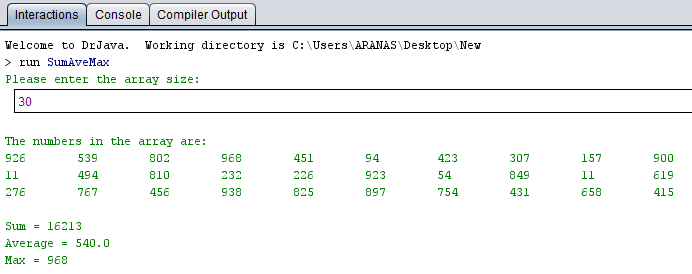 Interactions Console Compiler Output
Welcome to DrJava.  Working directory is C:\Users\ARANAS\Desktop\New
> run SumAveMax
Please enter the array size:
30
The numbers in the array are:
926 539 802 968 451 94 423 307 157 900
11 494 810 232 226 923 54 849 11 619
276 767 456 938 825 897 754 431 658 415
Sum = 16213
Average = 540.0
Max = 968